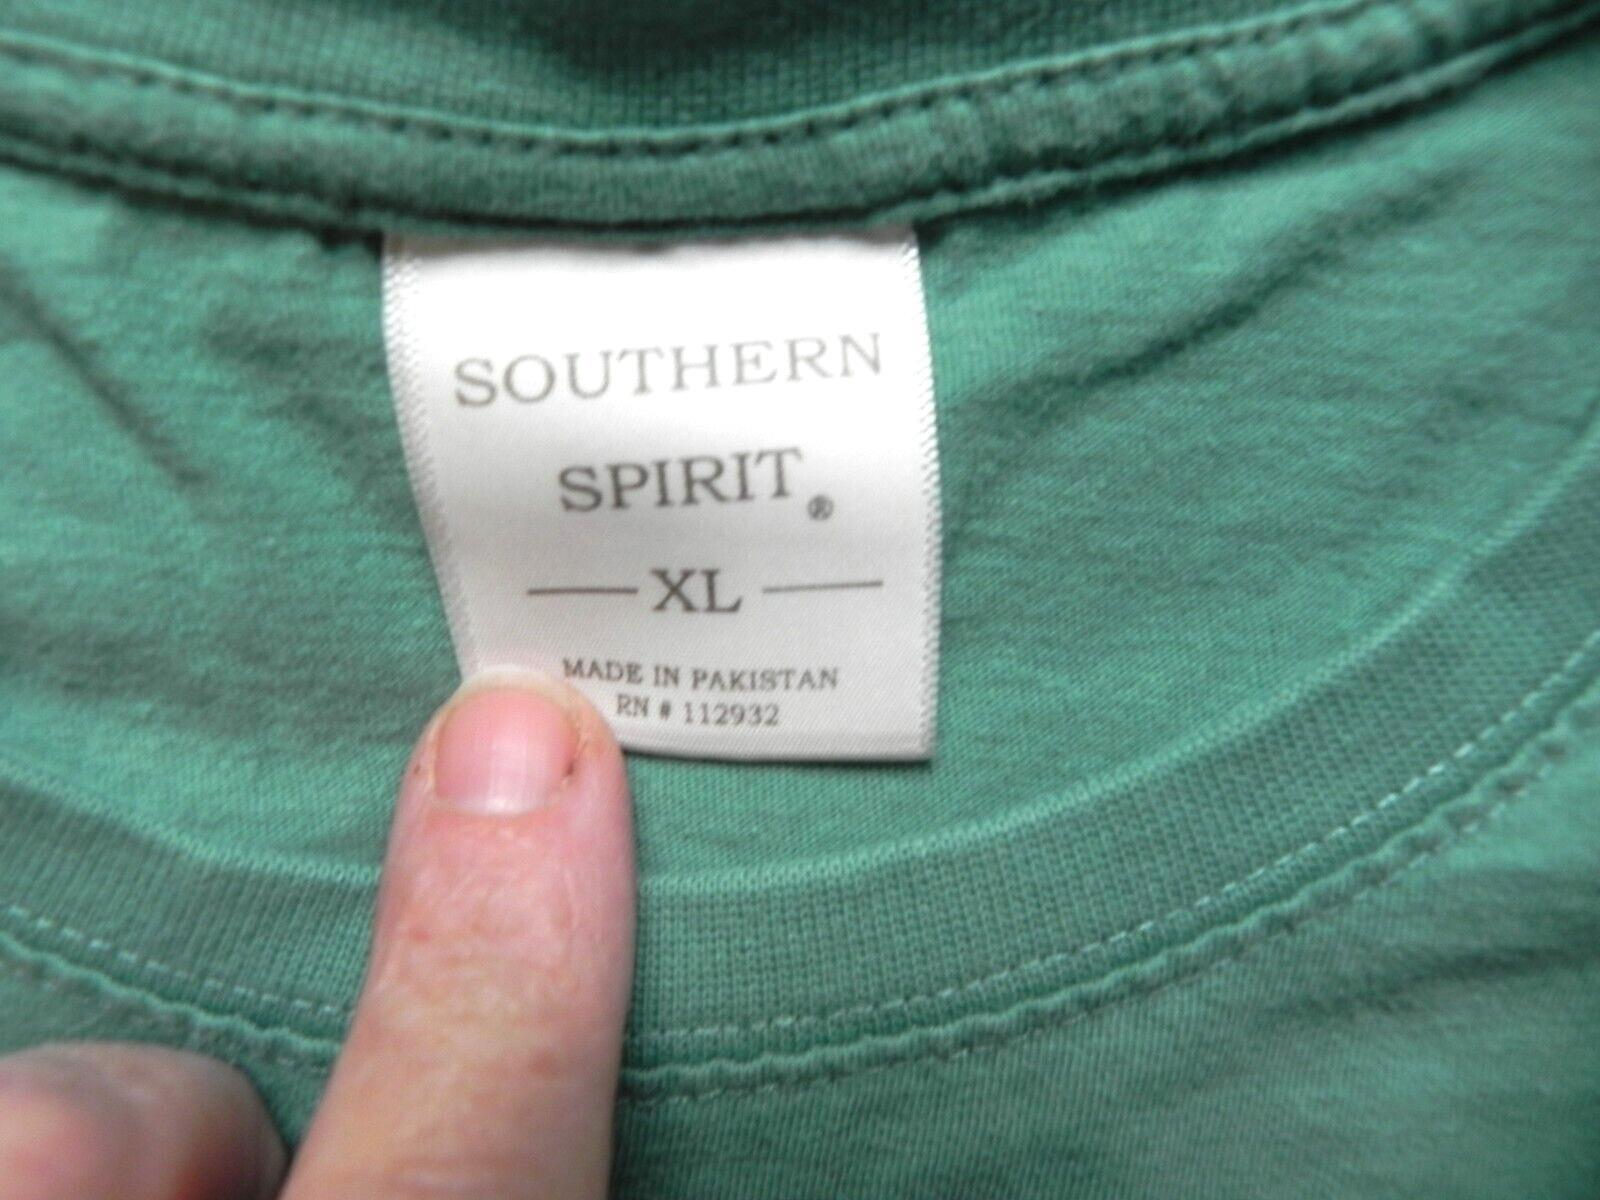 SOUTHERN
SPIRIT®
XL
MADE IN PAKISTAN
RN # 112932